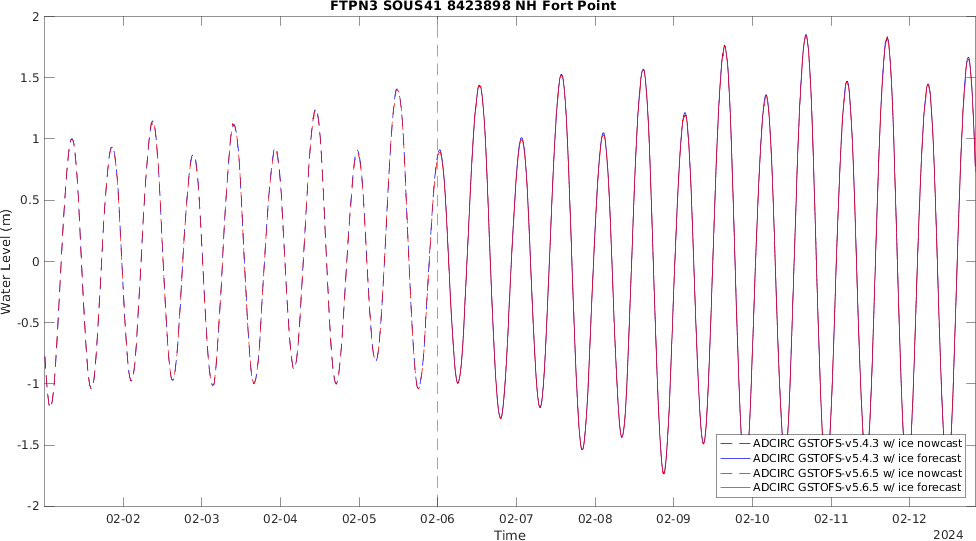 FTPN3 SOUS41 8423898 NH Fort Point
2
1.5
1
0.5
0
-0.5
-1
-1.5
-2
Water Level (m)
ADCIRC GSTOFS-v5.4.3 w/ ice nowcast
ADCIRC GSTOFS-v5.4.3 w/ ice forecast
ADCIRC GSTOFS-v5.6.5 w/ ice nowcast
ADCIRC GSTOFS-v5.6.5 w/ ice forecast
02-02 02-03 02-04 02-05 02-06 02-07 02-08 02-09 02-10 02-11 02-12
Time
2024